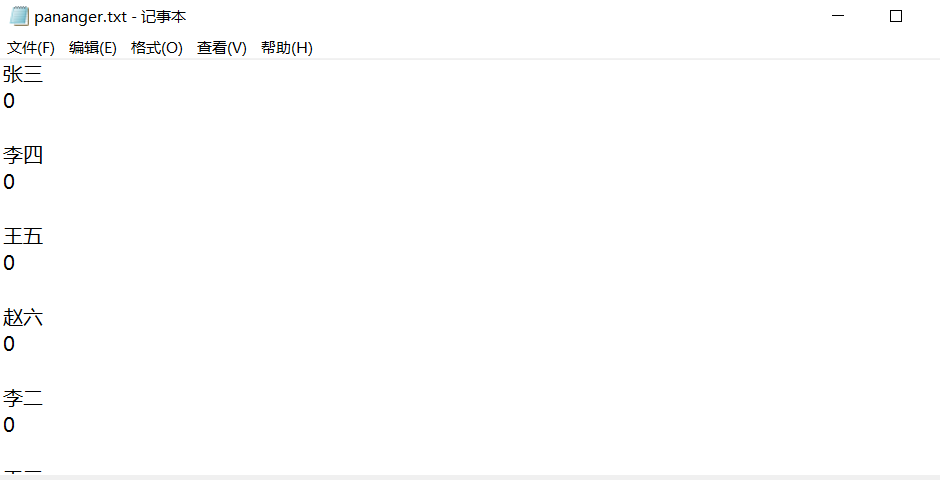 pananger.txt - 记事本
文件(F) 编辑(E) 格式(O) 查看(V) 帮助(H)
张三
0
李四
0
王五
0
赵六
0
李二
0